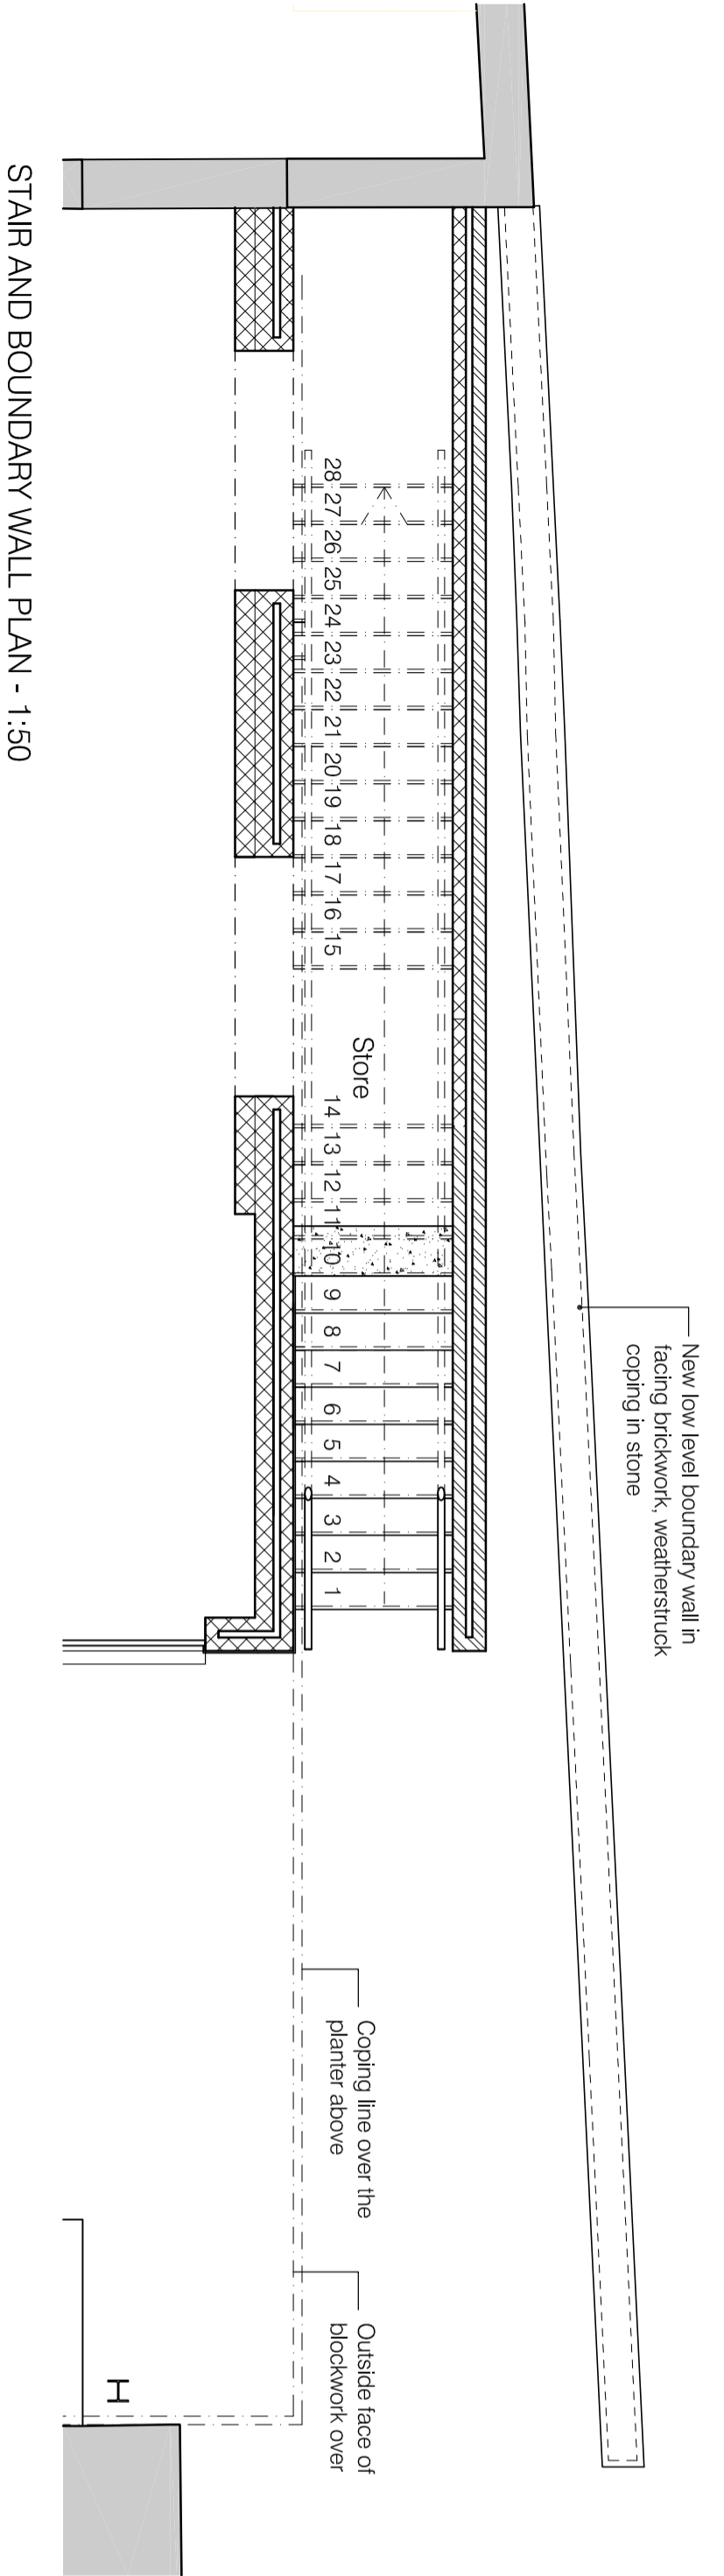 New low level boundary wall in
facing brickwork, weatherstruck
coping in stone
28 27 26 25 24 23 22 21 20 19 18 17 16 15
Store
14 13 12 11 10 9 8 7 6 5 4 3 2 1
Coping line over the
planter above
Outside face of
blockwork over
H
STAIR AND BOUNDARY WALL PLAN - 1:50